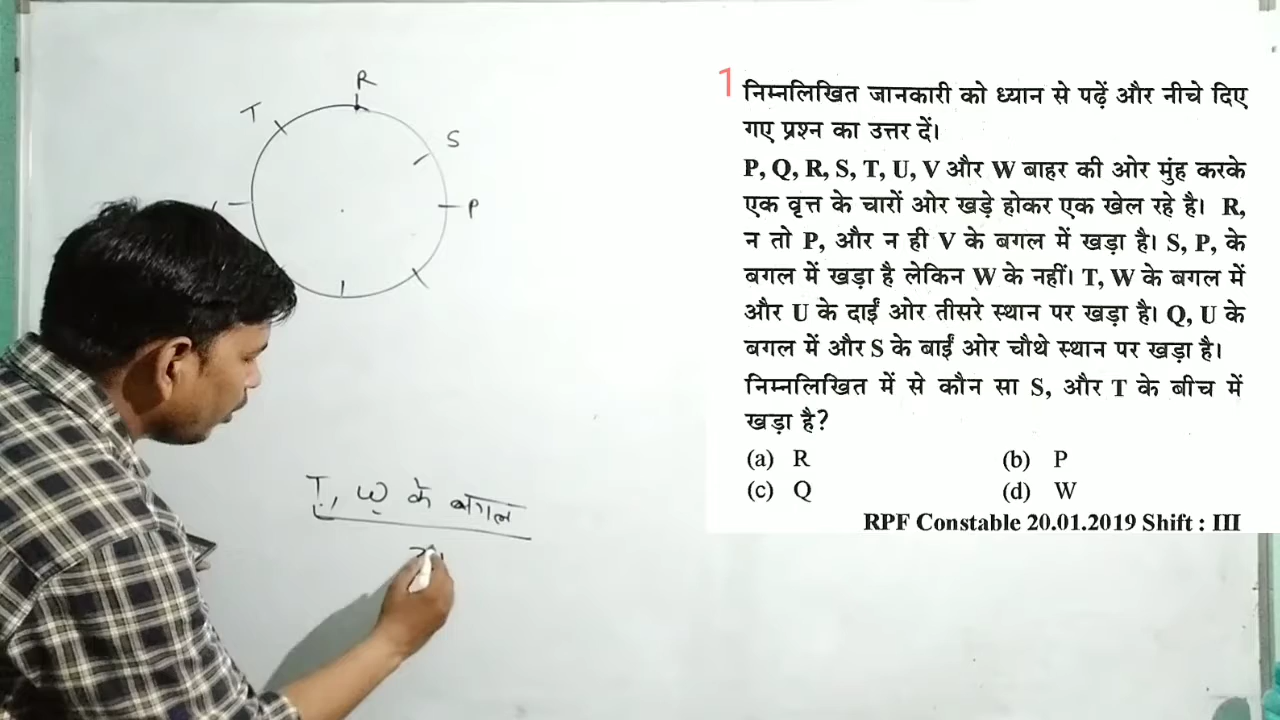 R
T
S
P
T, W के बगल
1
निम्नलिखित जानकारी को ध्यान से पढ़ें और नीचे दिए
गए प्रश्न का उत्तर दें।
P, Q, R, S, T, U, V और W बाहर की ओर मुंह करके
एक वृत्त के चारों ओर खड़े होकर एक खेल रहे है। R,
न तो P, और न ही V के बगल में खड़ा है। S, P, के
बगल में खड़ा है लेकिन W के नहीं। T, W के बगल में
और U के दाईं ओर तीसरे स्थान पर खड़ा है। Q, U के
बगल में और S के बाईं ओर चौथे स्थान पर खड़ा है।
निम्नलिखित में से कौन सा S, और T के बीच में
खड़ा है?
(a) R (b) P
(c) Q (d) W
RPF Constable 20.01.2019 Shift : III